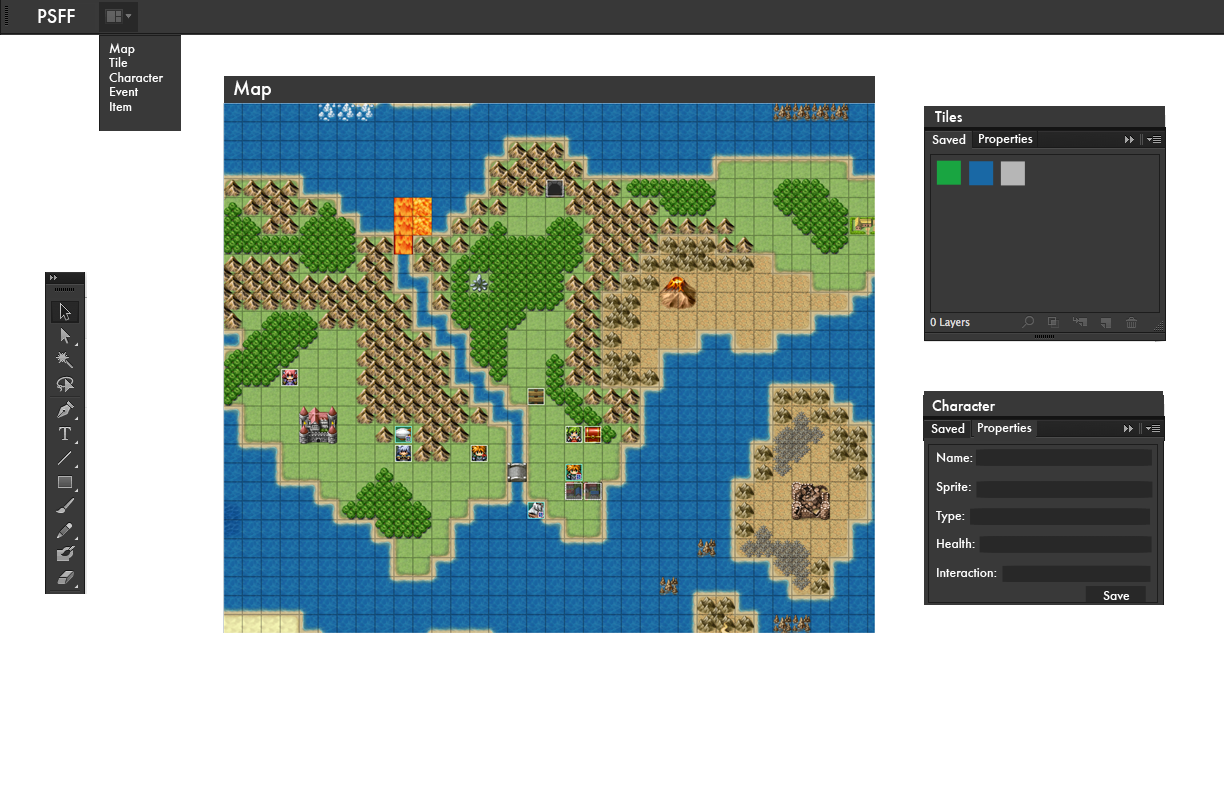 PSFF
Map
Tile
Character
Event
Item
Map
Tiles
Saved Properties
0 Layers
T
Character
Saved Properties
Name:
Sprite:
Type:
Health:
Interaction:
Save